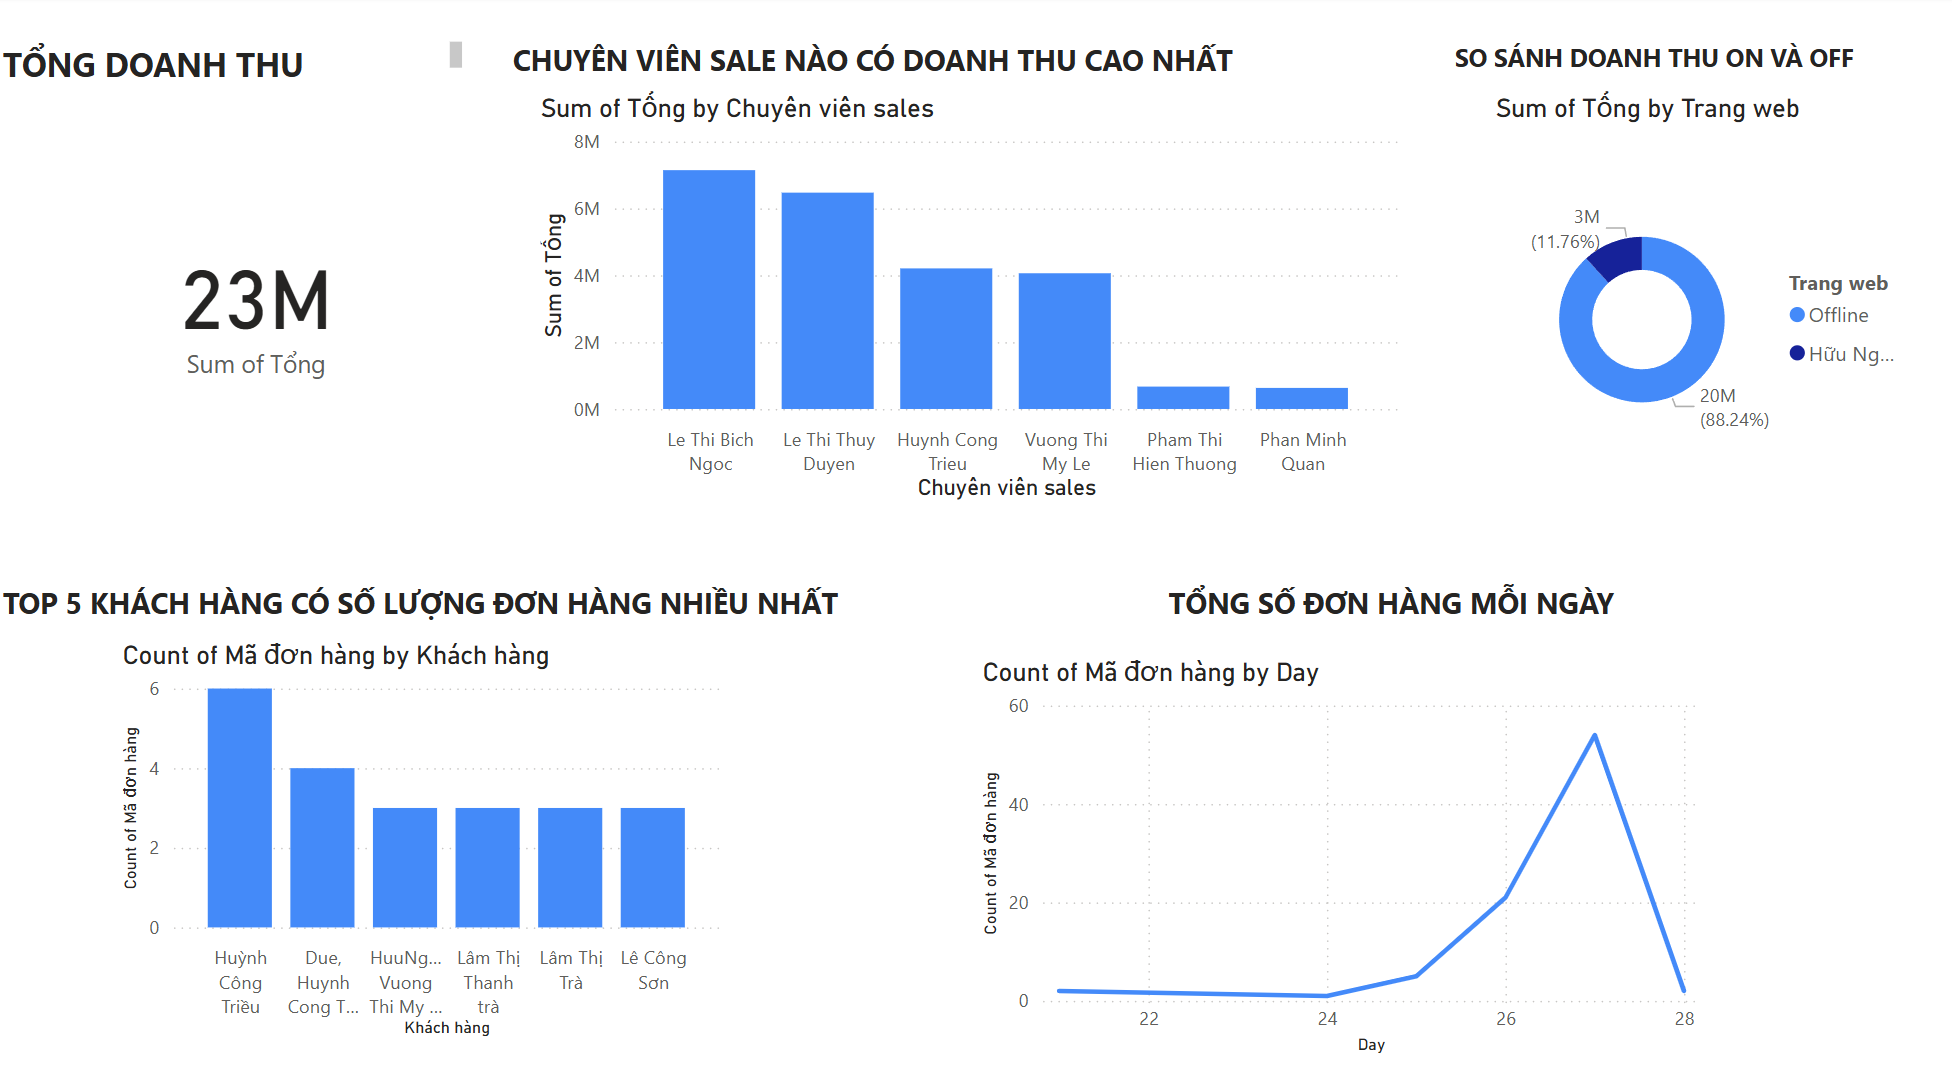 TỔNG DOANH THU
23M
Sum of Tổng
CHUYÊN VIÊN SALE NÀO CÓ DOANH THU CAO NHẤT
Sum of Tổng by Chuyên viên sales
Sum of Tổng
8M
6M
4M
2M
0M
Le Thi Bich
Ngoc
Le Thi Thuy
Duyen
Huynh Cong
Trieu
Vuong Thi
My Le
Pham Thi
Hien Thuong
Phan Minh
Quan
Chuyên viên sales
SO SÁNH DOANH THU ON VÀ OFF
Sum of Tổng by Trang web
3M
(11.76%)
20M
(88.24%)
Trang web
Offline
Hữu Ng...
TOP 5 KHÁCH HÀNG CÓ SỐ LƯỢNG ĐƠN HÀNG NHIỀU NHẤT
Count of Mã đơn hàng by Khách hàng
Count of Mã đơn hàng
6
4
2
0
Huỳnh
Công
Triều
Due,
Huynh
Cong T...
HuuNg...
Vuong
Thi My ...
Lâm Thị
Thanh
trà
Lâm Thị
Trà
Lê Công
Sơn
Khách hàng
TỔNG SỐ ĐƠN HÀNG MỖI NGÀY
Count of Mã đơn hàng by Day
Count of Mã đơn hàng
60
40
20
0
22
24
26
28
Day